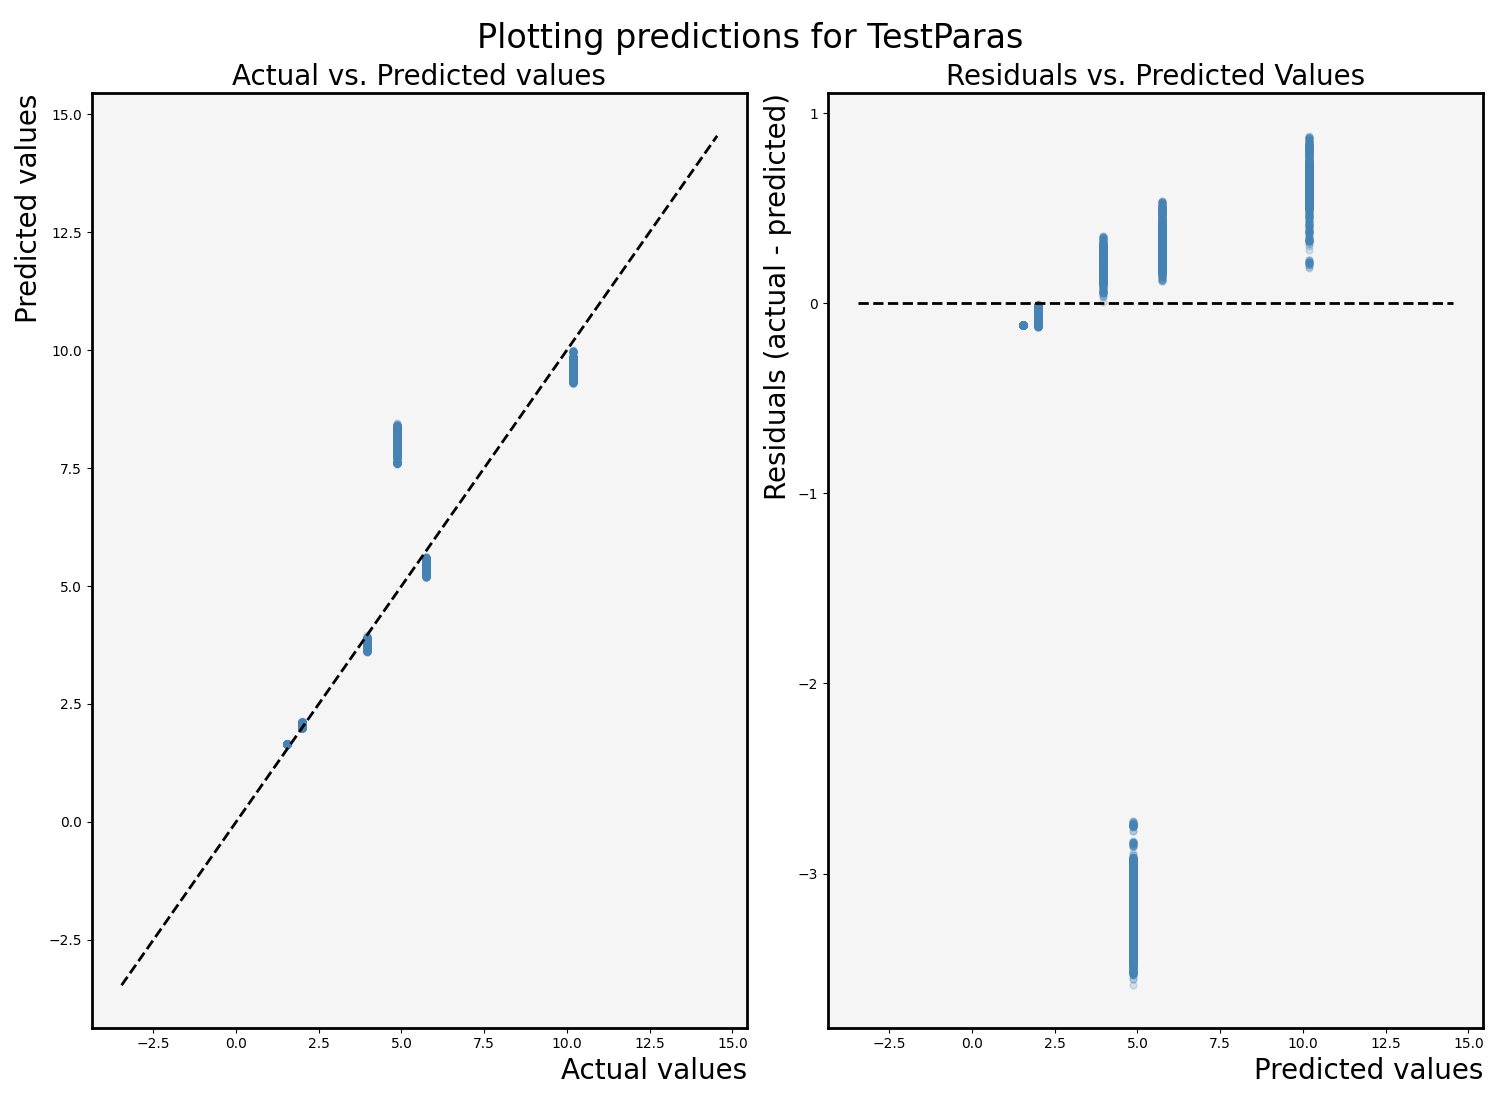 Plotting predictions for TestParas
Actual vs. Predicted values
Predicted values
15.0
12.5
10.0
7.5
5.0
2.5
0.0
−2.5
−2.5 0.0 2.5 5.0 7.5 10.0 12.5 15.0
Actual values
Residuals vs. Predicted Values
Residuals (actual - predicted)
1
0
−1
−2
−3
−2.5 0.0 2.5 5.0 7.5 10.0 12.5 15.0
Predicted values